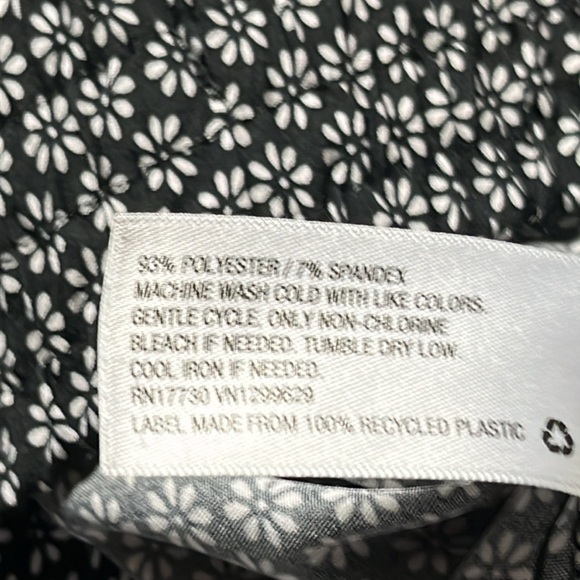 93% POLYESTER / 7% SPANDEX
MACHINE WASH COLD WITH LIKE COLORS.
GENTLE CYCLE. ONLY NON-CHLORINE
BLEACH IF NEEDED. TUMBLE DRY LOW.
COOL IRON IF NEEDED.
RN17730 VN1299629
LABEL MADE FROM 100% RECYCLED PLASTIC